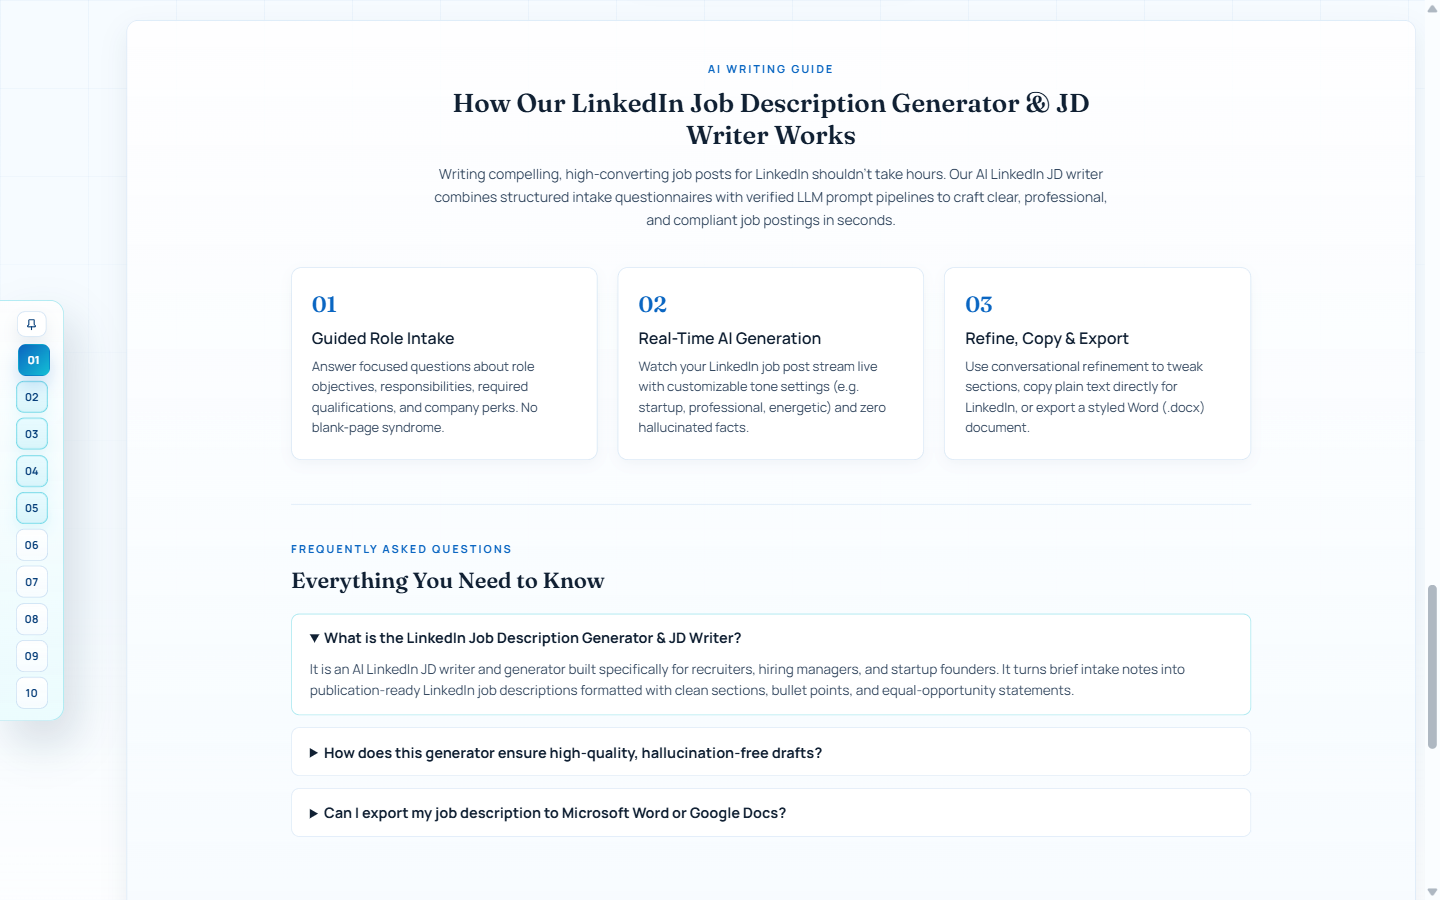 AI WRITING GUIDE
How Our LinkedIn Job Description Generator & JD
Writer Works
Writing compelling, high-converting job posts for LinkedIn shouldn't take hours. Our AI LinkedIn JD writer
combines structured intake questionnaires with verified LLM prompt pipelines to craft clear, professional,
and compliant job postings in seconds.
01
Guided Role Intake
Answer focused questions about role
objectives, responsibilities, required
qualifications, and company perks. No
blank-page syndrome.
02
Real-Time AI Generation
Watch your LinkedIn job post stream live
with customizable tone settings (e.g.
startup, professional, energetic) and zero
hallucinated facts.
03
Refine, Copy & Export
Use conversational refinement to tweak
sections, copy plain text directly for
LinkedIn, or export a styled Word (.docx)
document.
01
02
03
04
05
06
07
08
09
10
FREQUENTLY ASKED QUESTIONS
Everything You Need to Know
What is the LinkedIn Job Description Generator & JD Writer?
It is an AI LinkedIn JD writer and generator built specifically for recruiters, hiring managers, and startup founders. It turns brief intake notes into
publication-ready LinkedIn job descriptions formatted with clean sections, bullet points, and equal-opportunity statements.
How does this generator ensure high-quality, hallucination-free drafts?
Can I export my job description to Microsoft Word or Google Docs?